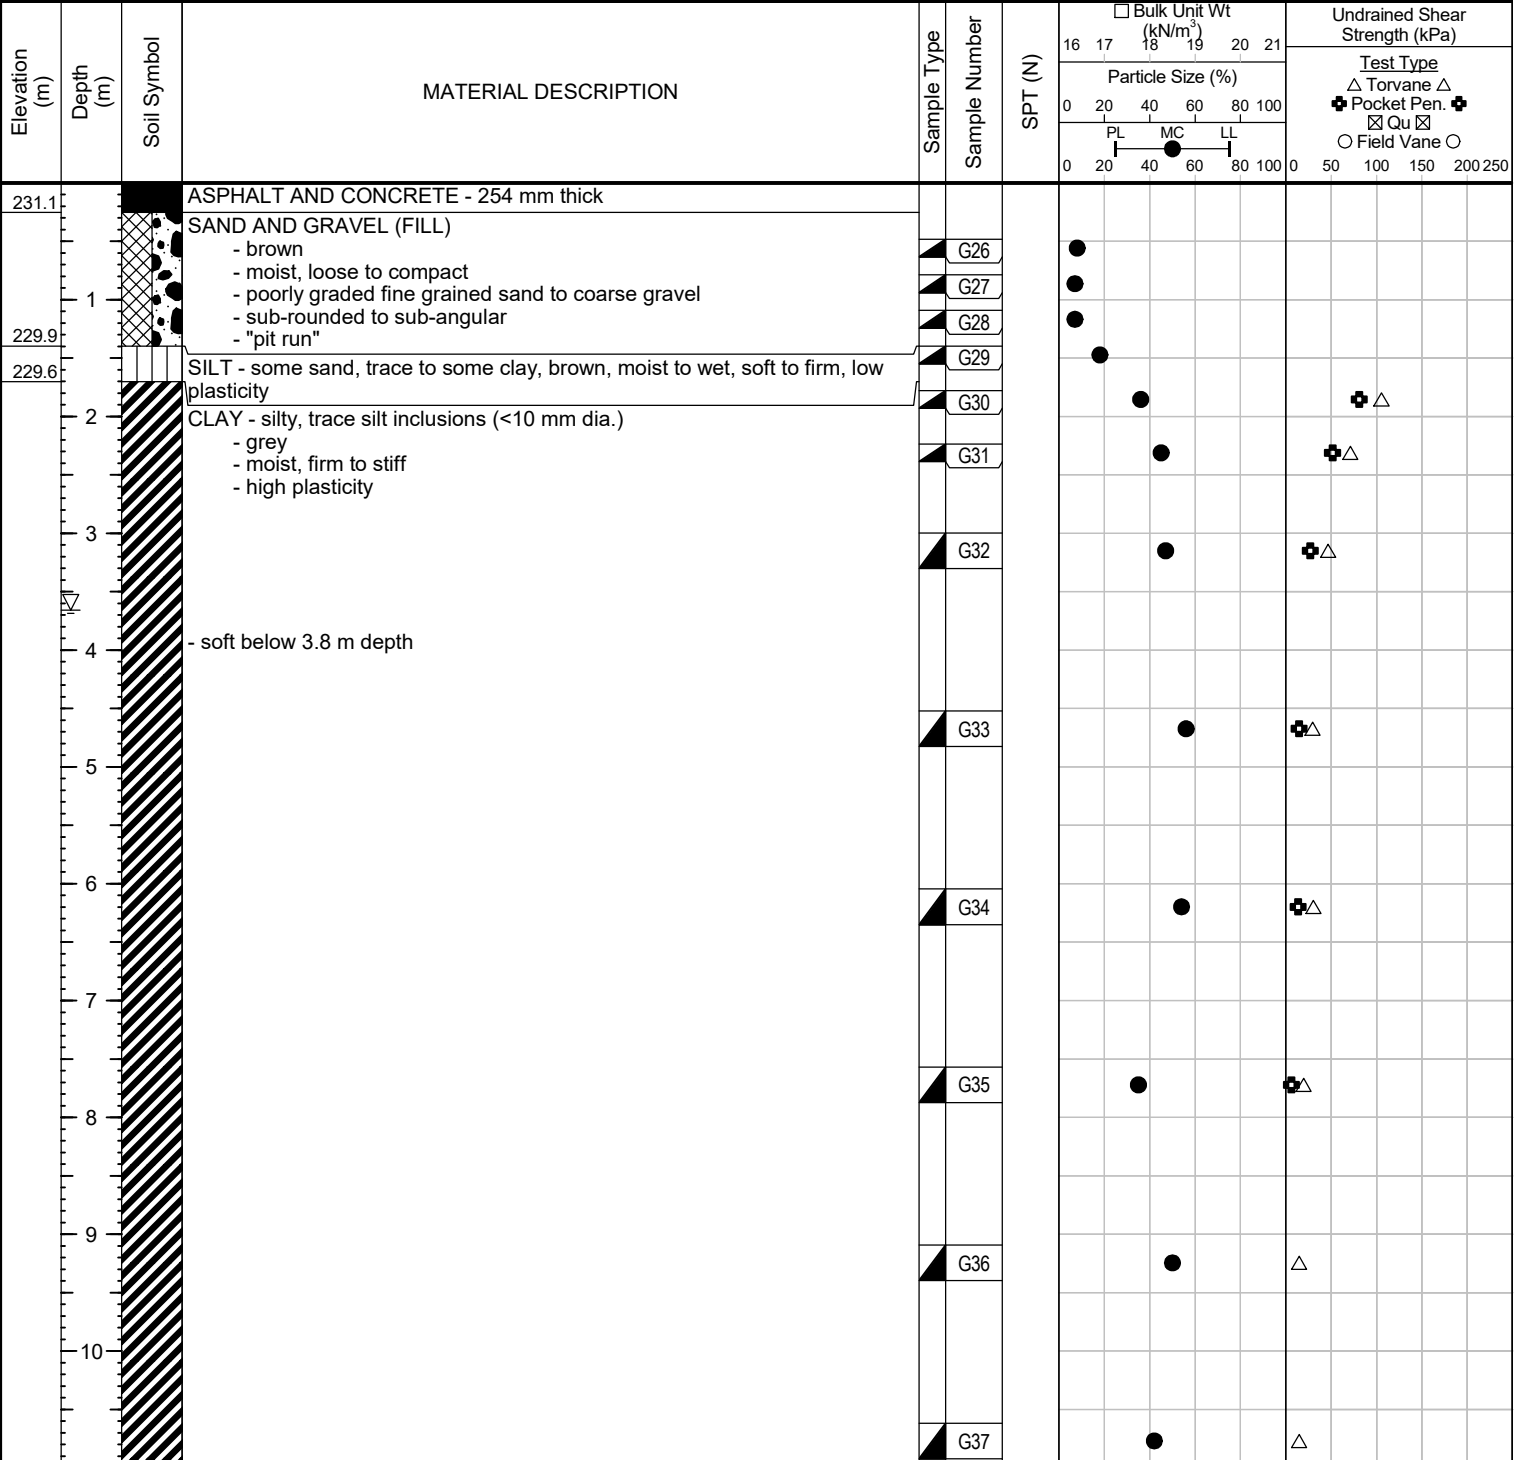 Elevation
(m)
Depth
(m)
Soil Symbol
MATERIAL DESCRIPTION
Sample Type
Sample Number
SPT (N)
Bulk Unit Wt
(kN/m³)
16 17 18 19 20 21
Particle Size (%)
0 20 40 60 80 100
PL MC LL
0 20 40 60 80 100
Undrained Shear
Strength (kPa)
Test Type
△ Torvane △
Pocket Pen.
☒ Qu ☒
○ Field Vane ○
0 50 100 150 200 250
231.1
ASPHALT AND CONCRETE - 254 mm thick
SAND AND GRAVEL (FILL)
- brown
G26
- moist, loose to compact
G27
- poorly graded fine grained sand to coarse gravel
1
- sub-rounded to sub-angular
G28
229.9
- "pit run"
G29
229.6
SILT - some sand, trace to some clay, brown, moist to wet, soft to firm, low
plasticity
G30
2
CLAY - silty, trace silt inclusions (<10 mm dia.)
- grey
G31
- moist, firm to stiff
- high plasticity
3
G32
- soft below 3.8 m depth
4
G33
5
6
G34
7
G35
8
9
G36
10
G37